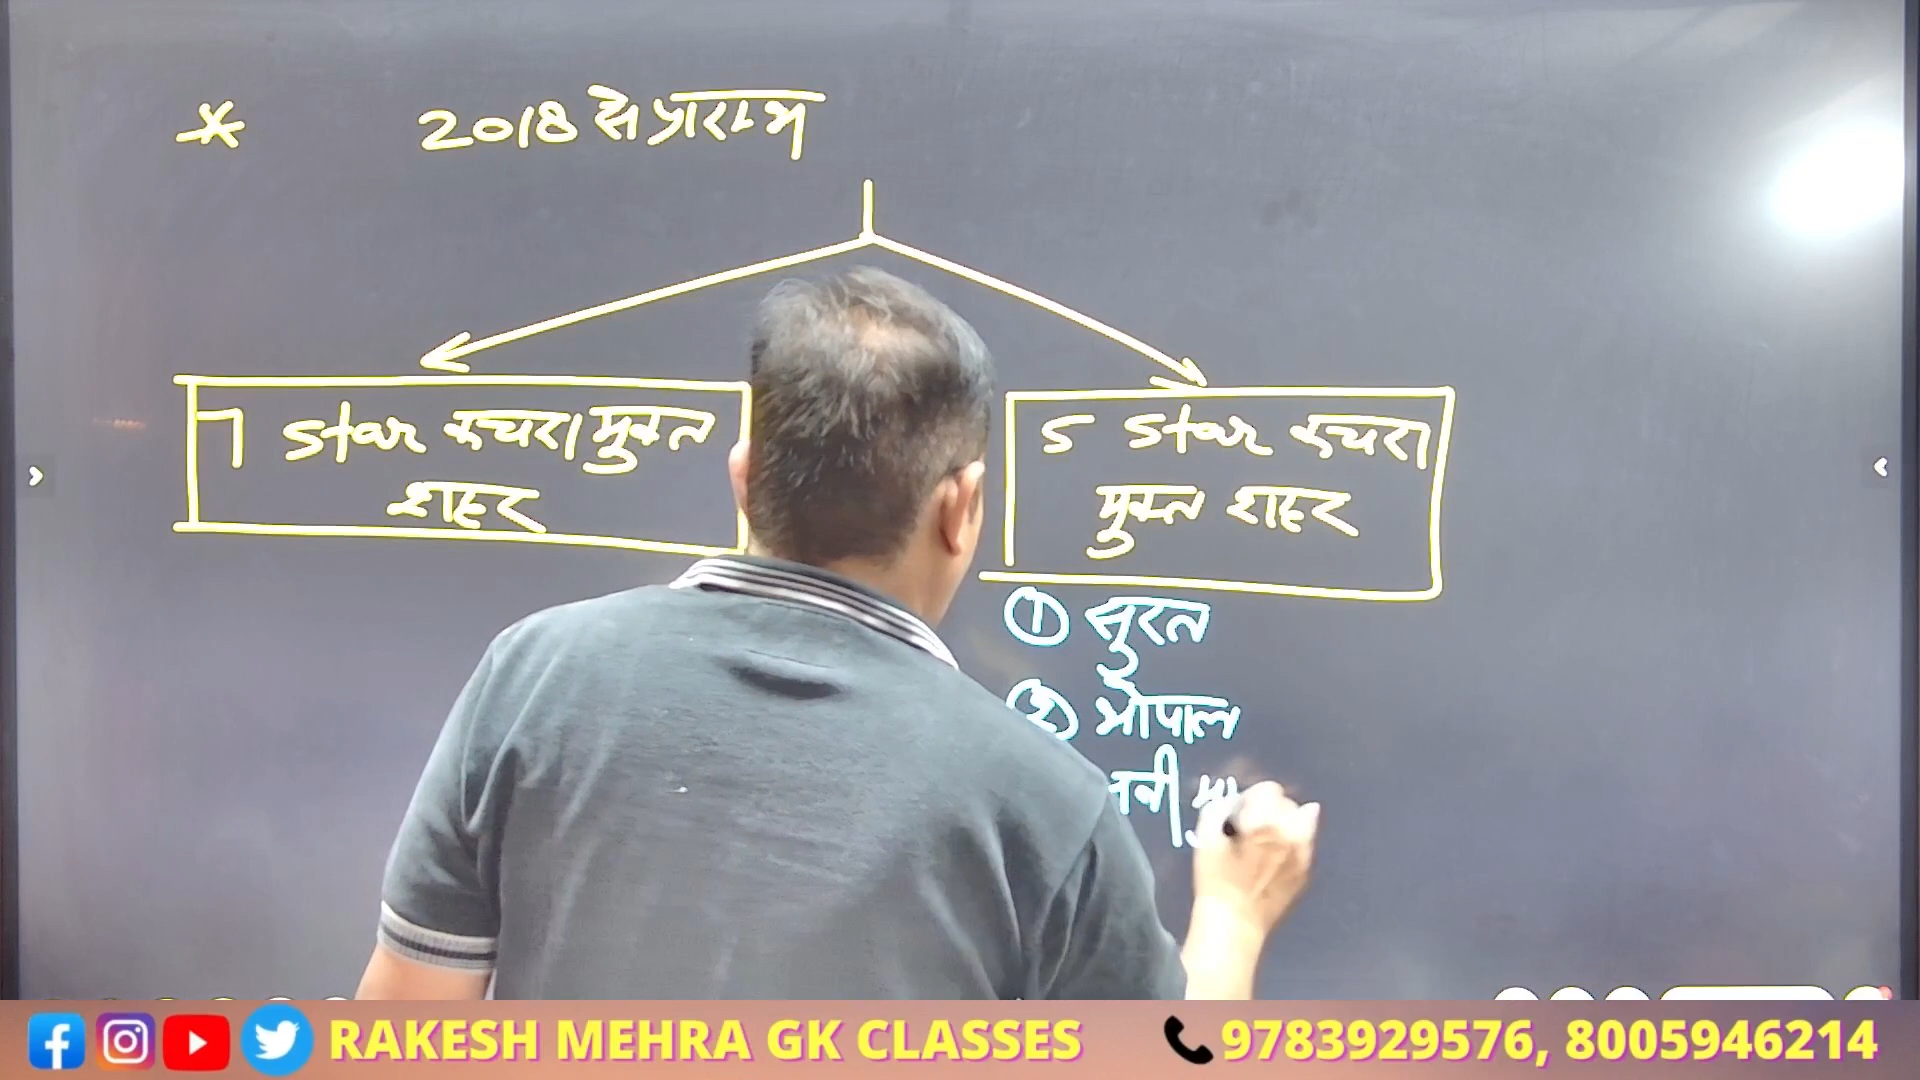 * 2018 से प्रारम्भ
7 star कचरा मुक्त
शहर
5 star कचरा
मुक्त शहर
① सुरत
② भोपाल
RAKESH MEHRA GK CLASSES
9783929576, 8005946214